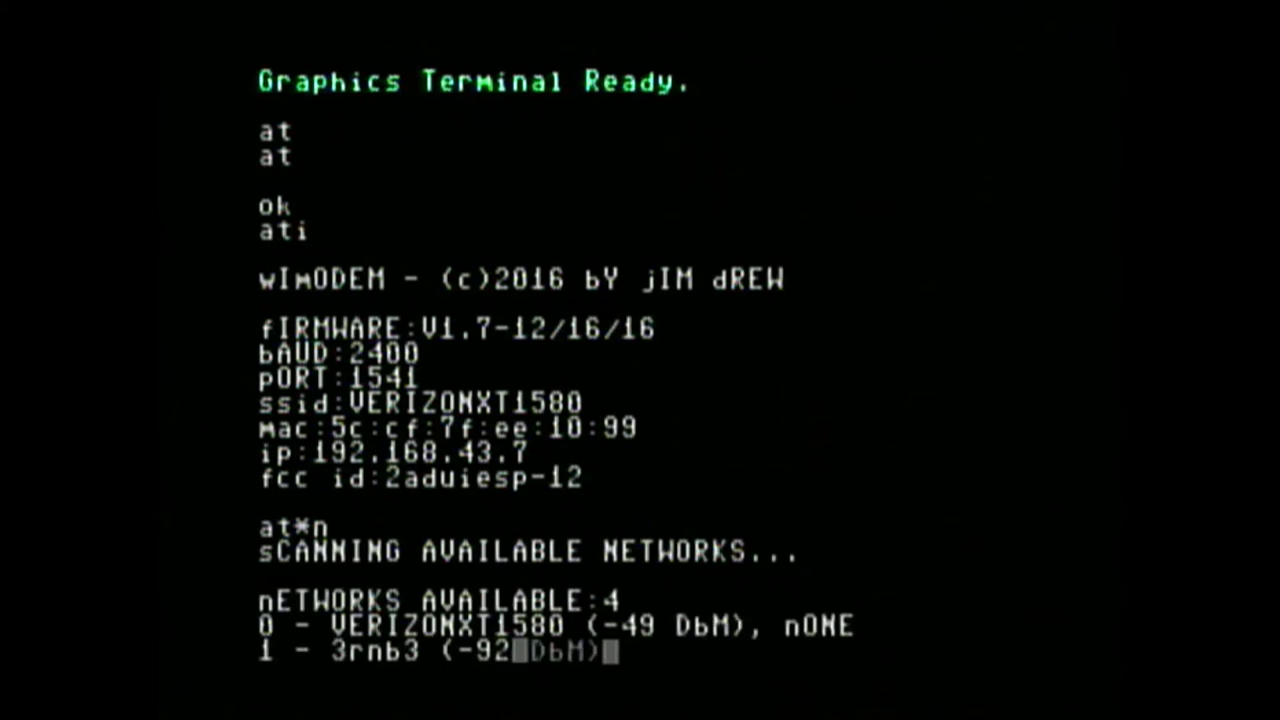 Graphics Terminal Ready.
at
at
ok
ati
wImODEM - (c)2016 bY jIM dREW
fIRMWARE:V1.7-12/16/16
bAUD:2400
pORT:1541
ssid:VERIZONXT1580
mac:5c:cf:7f:ee:10:99
ip:192.168.43.7
fcc id:2aduiesp-12
at*n
sCANNING AVAILABLE NETWORKS...
nETWORKS AVAILABLE:4
0 - VERIZONXT1580 (-49 DbM), nONE
1 - 3rnb3 (-92 DbM)